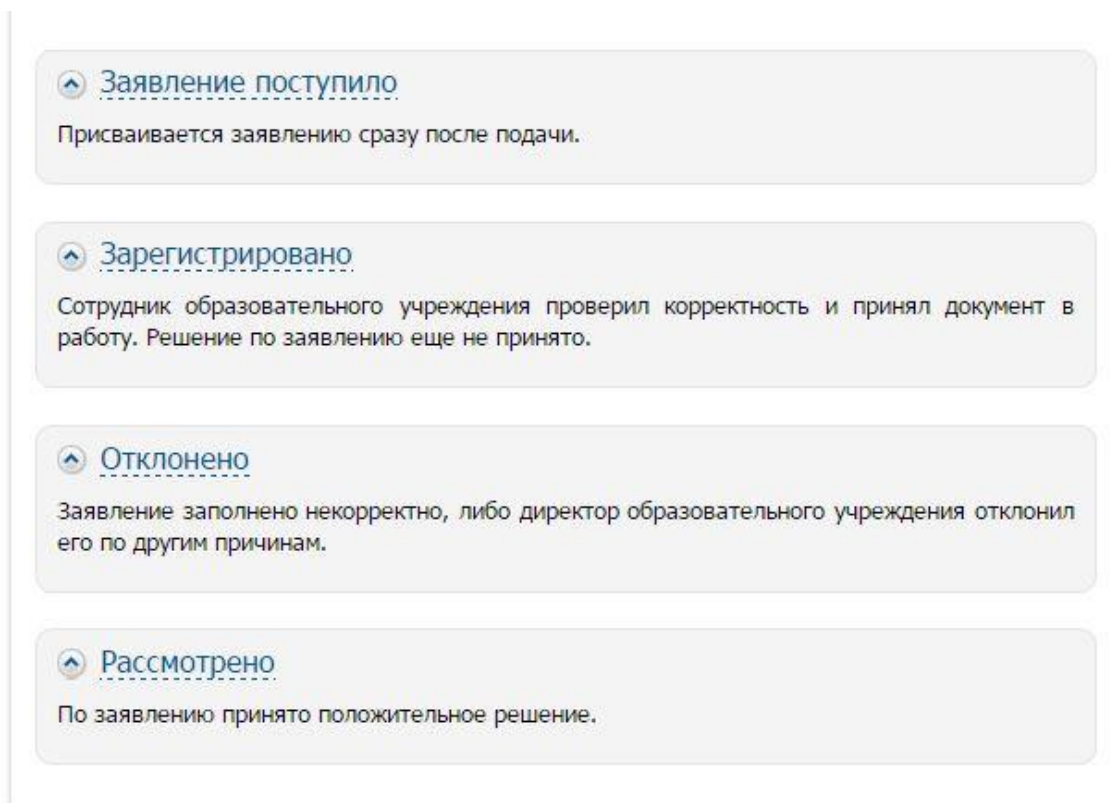 Заявление поступило
Присваивается заявлению сразу после подачи.
Зарегистрировано
Сотрудник образовательного учреждения проверил корректность и принял документ в
работу. Решение по заявлению еще не принято.
Отклонено
Заявление заполнено некорректно, либо директор образовательного учреждения отклонил
его по другим причинам.
Рассмотрено
По заявлению принято положительное решение.